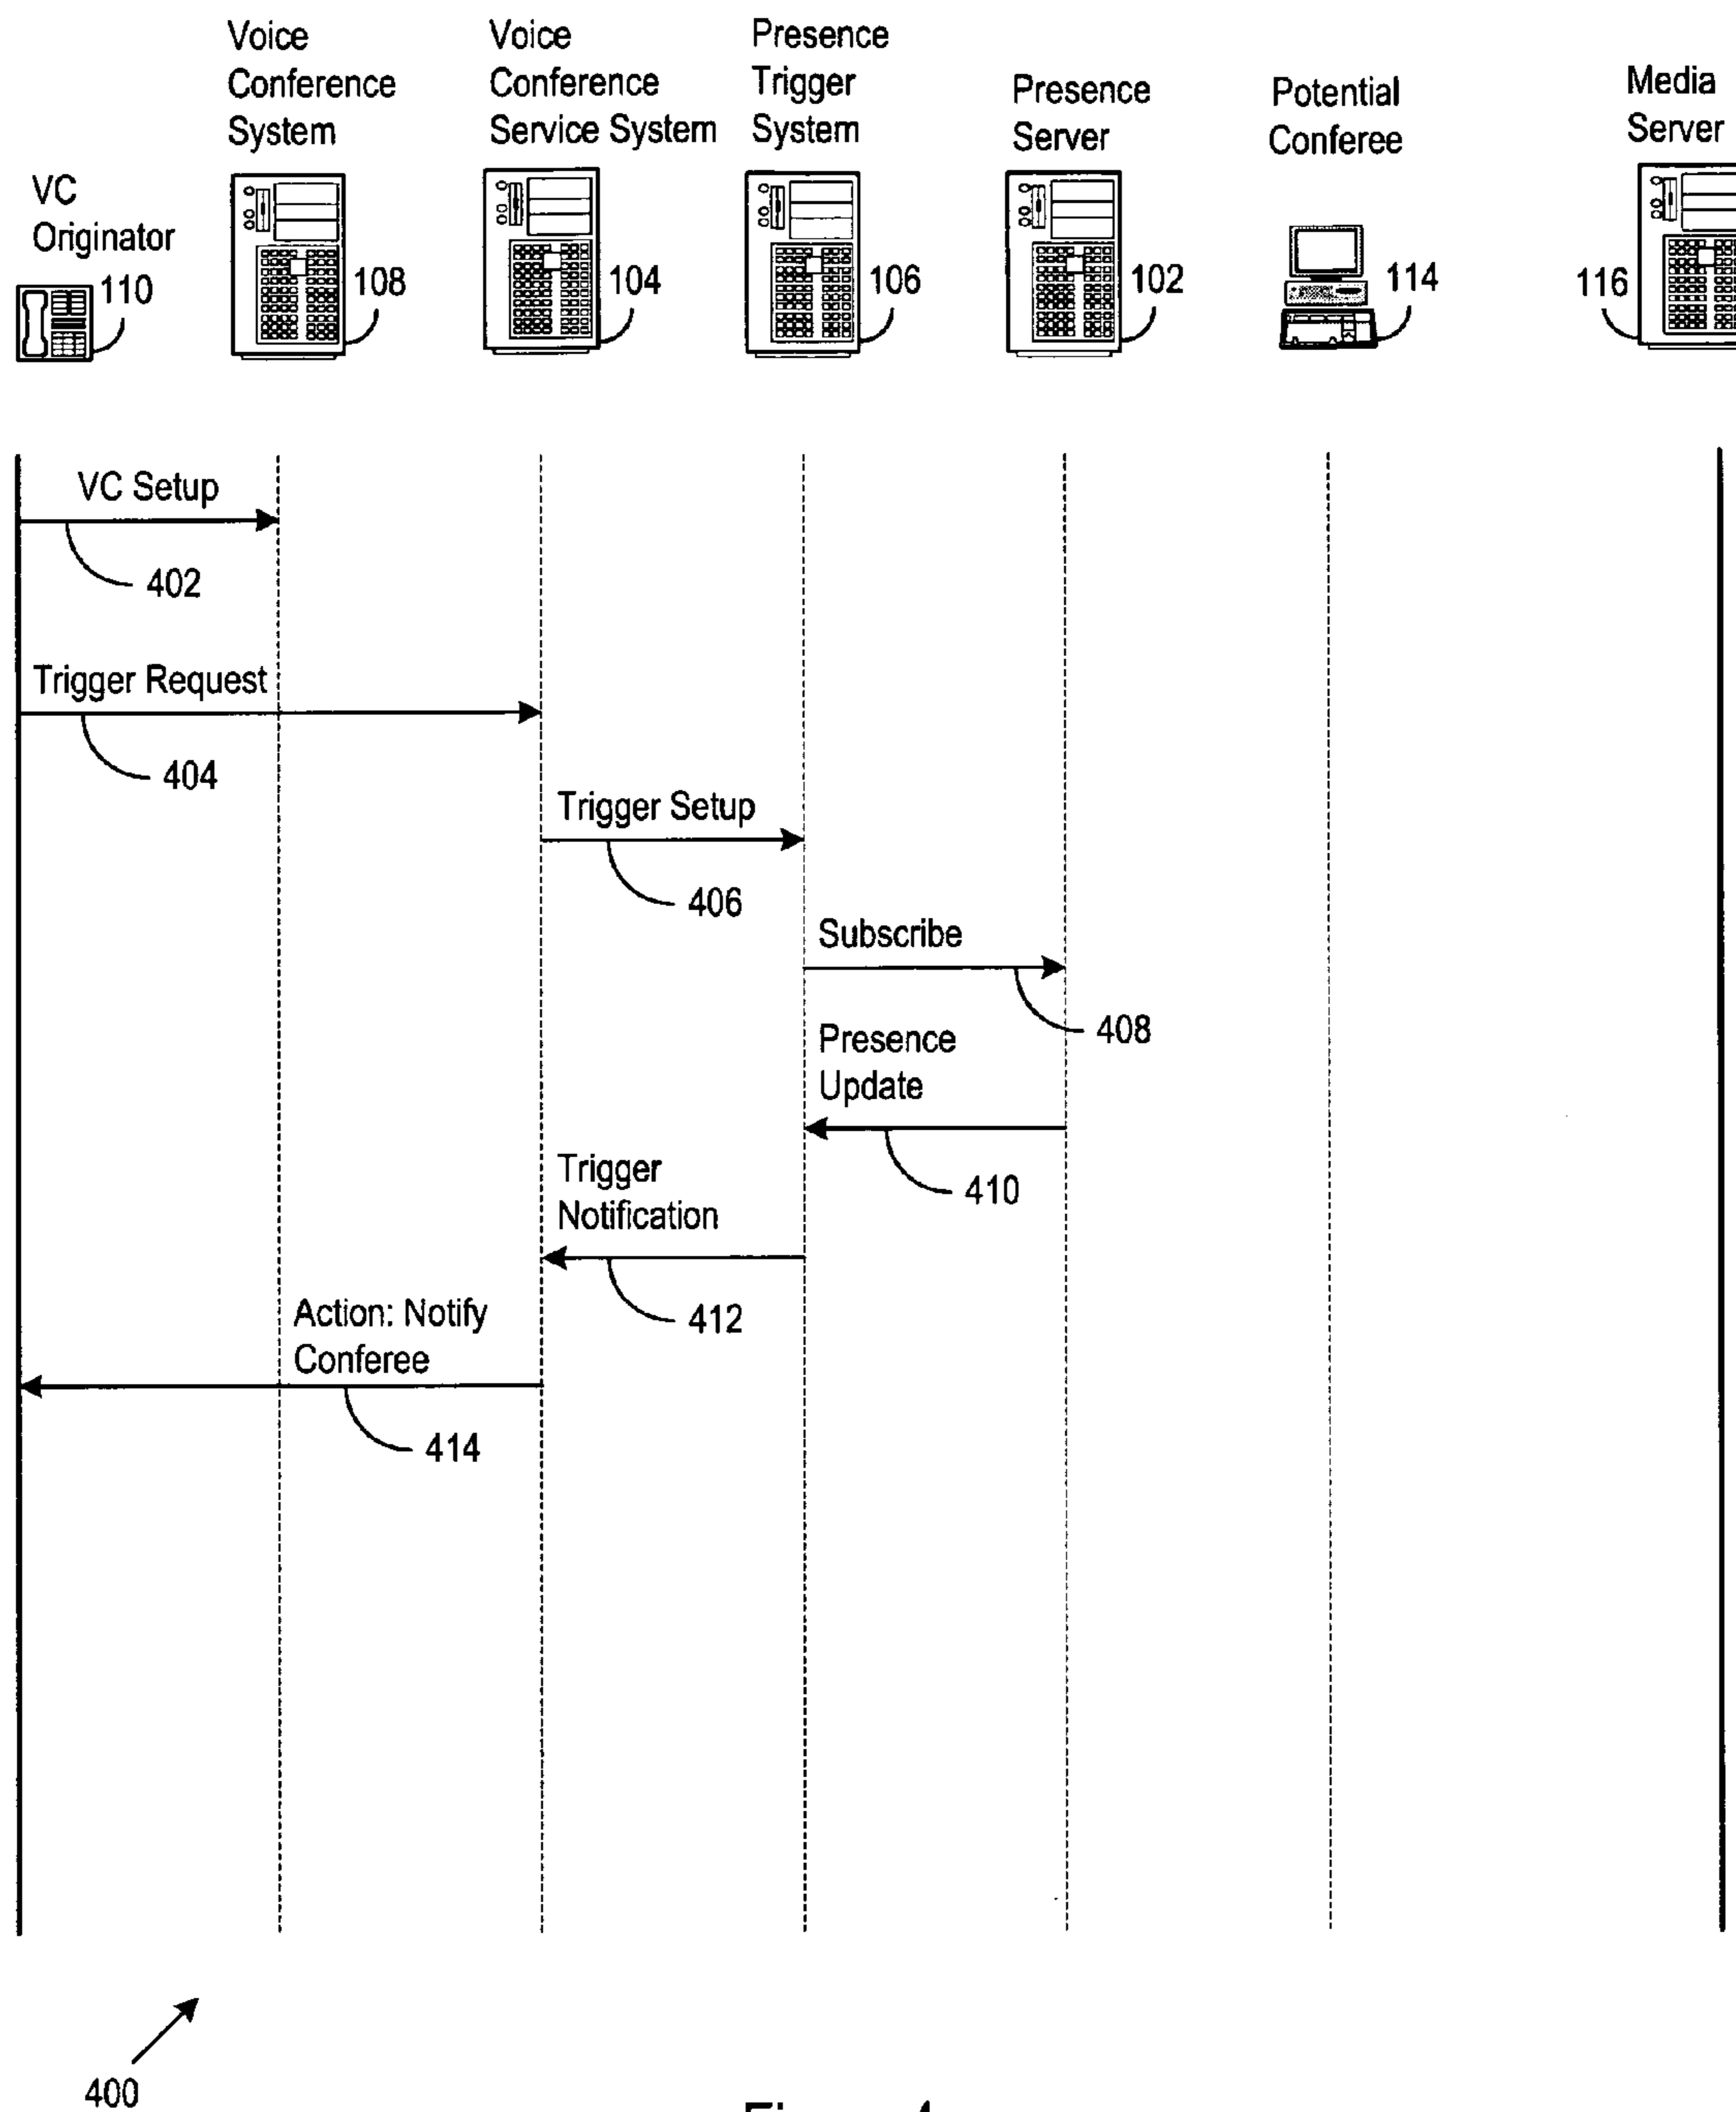 Voice
Conference
System
Voice
Conference
Service System
Presence
Trigger
System
Presence
Server
Potential
Conferee
Media
Server
VC
Originator
110
108
104
106
102
114
116
VC Setup
402
Trigger Request
404
Trigger Setup
406
Subscribe
408
Presence
Update
410
Trigger
Notification
412
Action: Notify
Conferee
414
400